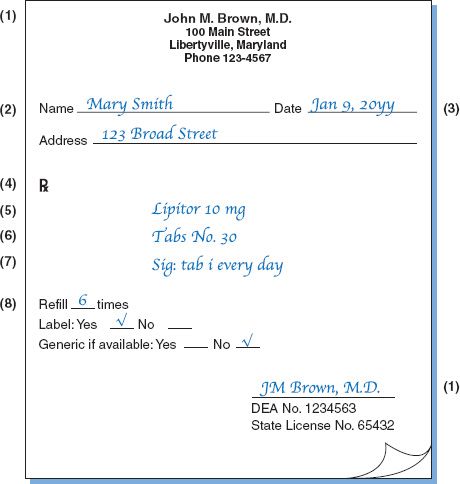 (1)
John M. Brown, M.D.
100 Main Street
Libertyville, Maryland
Phone 123-4567
(2) Name Mary Smith Date Jan 9, 20yy (3)
Address 123 Broad Street
(4) ℞
(5) Lipitor 10 mg
(6) Tabs No. 30
(7) Sig: tab i every day
(8) Refill 6 times
Label: Yes √ No
Generic if available: Yes No √
JM Brown, M.D. (1)
DEA No. 1234563
State License No. 65432